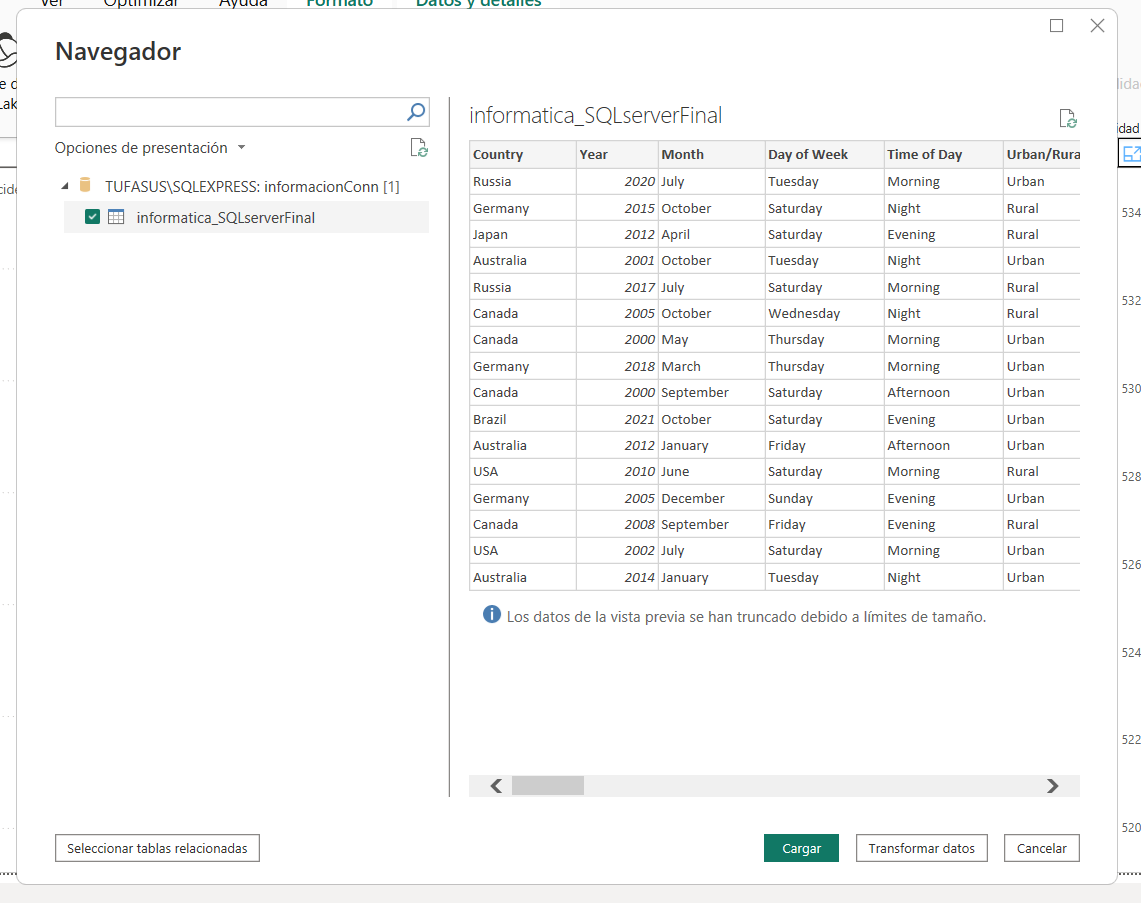 Ver Optimizar Ayuda Formato Datos y detalles
Navegador
Opciones de presentación
TUFASUS\SQLEXPRESS: informacionConn [1]
informatica_SQLserverFinal
informatica_SQLserverFinal
Country Year Month Day of Week Time of Day Urban/Rura
Russia 2020 July Tuesday Morning Urban
Germany 2015 October Saturday Night Rural
Japan 2012 April Saturday Evening Rural
Australia 2001 October Tuesday Night Urban
Russia 2017 July Saturday Morning Rural
Canada 2005 October Wednesday Night Rural
Canada 2000 May Thursday Morning Urban
Germany 2018 March Thursday Morning Urban
Canada 2000 September Saturday Afternoon Urban
Brazil 2021 October Saturday Evening Urban
Australia 2012 January Friday Afternoon Urban
USA 2010 June Saturday Morning Rural
Germany 2005 December Sunday Evening Urban
Canada 2008 September Friday Evening Rural
USA 2002 July Saturday Morning Urban
Australia 2014 January Tuesday Night Urban
Los datos de la vista previa se han truncado debido a límites de tamaño.
Seleccionar tablas relacionadas Cargar Transformar datos Cancelar
534
532
530
528
526
524
522
520